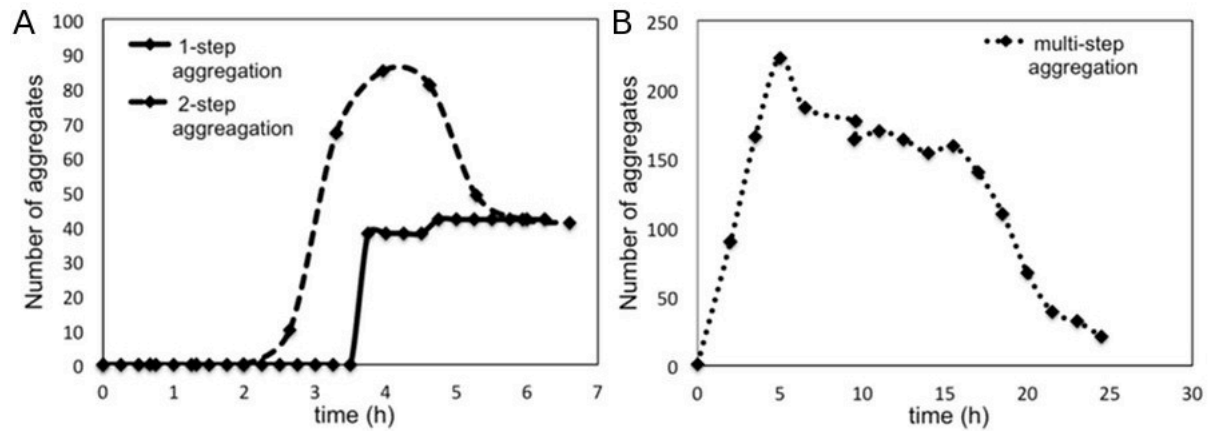 A
100
90
80
70
60
50
40
30
20
10
0
Number of aggregates
1-step
aggregation
2-step
aggreagation
0 1 2 3 4 5 6 7
time (h)
B
250
200
150
100
50
0
Number of aggregates
multi-step
aggregation
0 5 10 15 20 25 30
time (h)